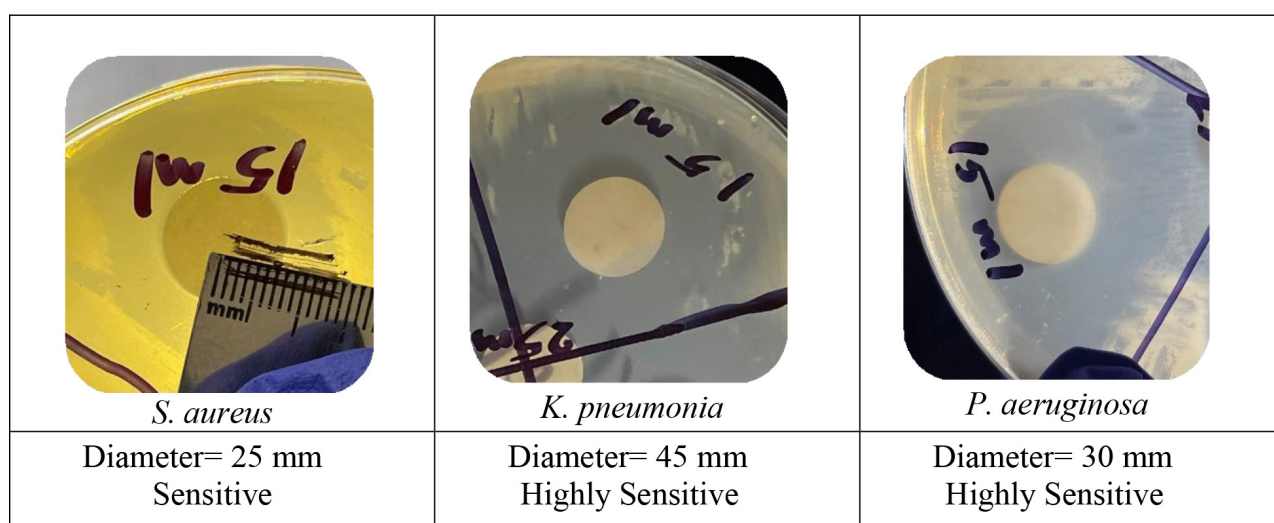 15 ml
mm
15 ml
25 m
15 ml
S. aureus
K. pneumonia
P. aeruginosa
Diameter= 25 mm
Sensitive
Diameter= 45 mm
Highly Sensitive
Diameter= 30 mm
Highly Sensitive